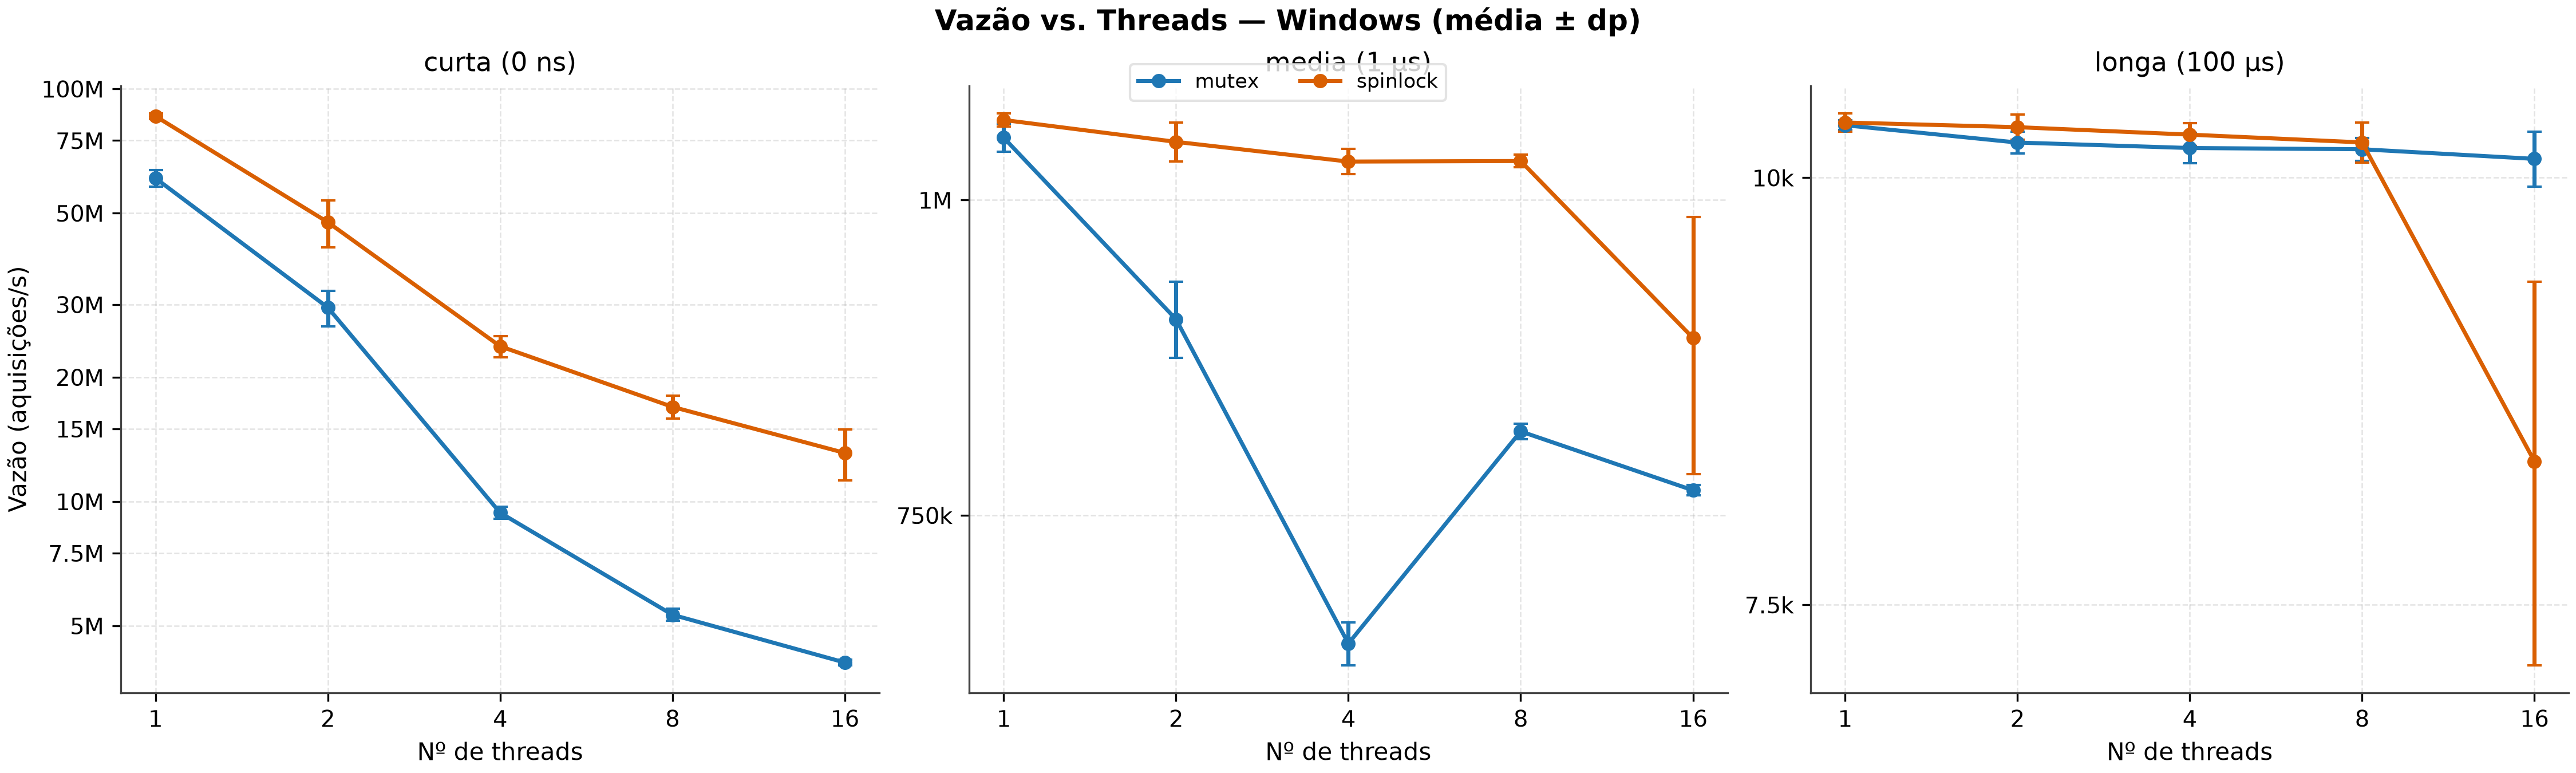 Vazão vs. Threads — Windows (média ± dp)
curta (0 ns)
Vazão (aquisições/s)
100M
75M
50M
30M
20M
15M
10M
7.5M
5M
1
2
4
8
16
Nº de threads
media (1 µs)
mutex
spinlock
1M
750k
1
2
4
8
16
Nº de threads
longa (100 µs)
10k
7.5k
1
2
4
8
16
Nº de threads